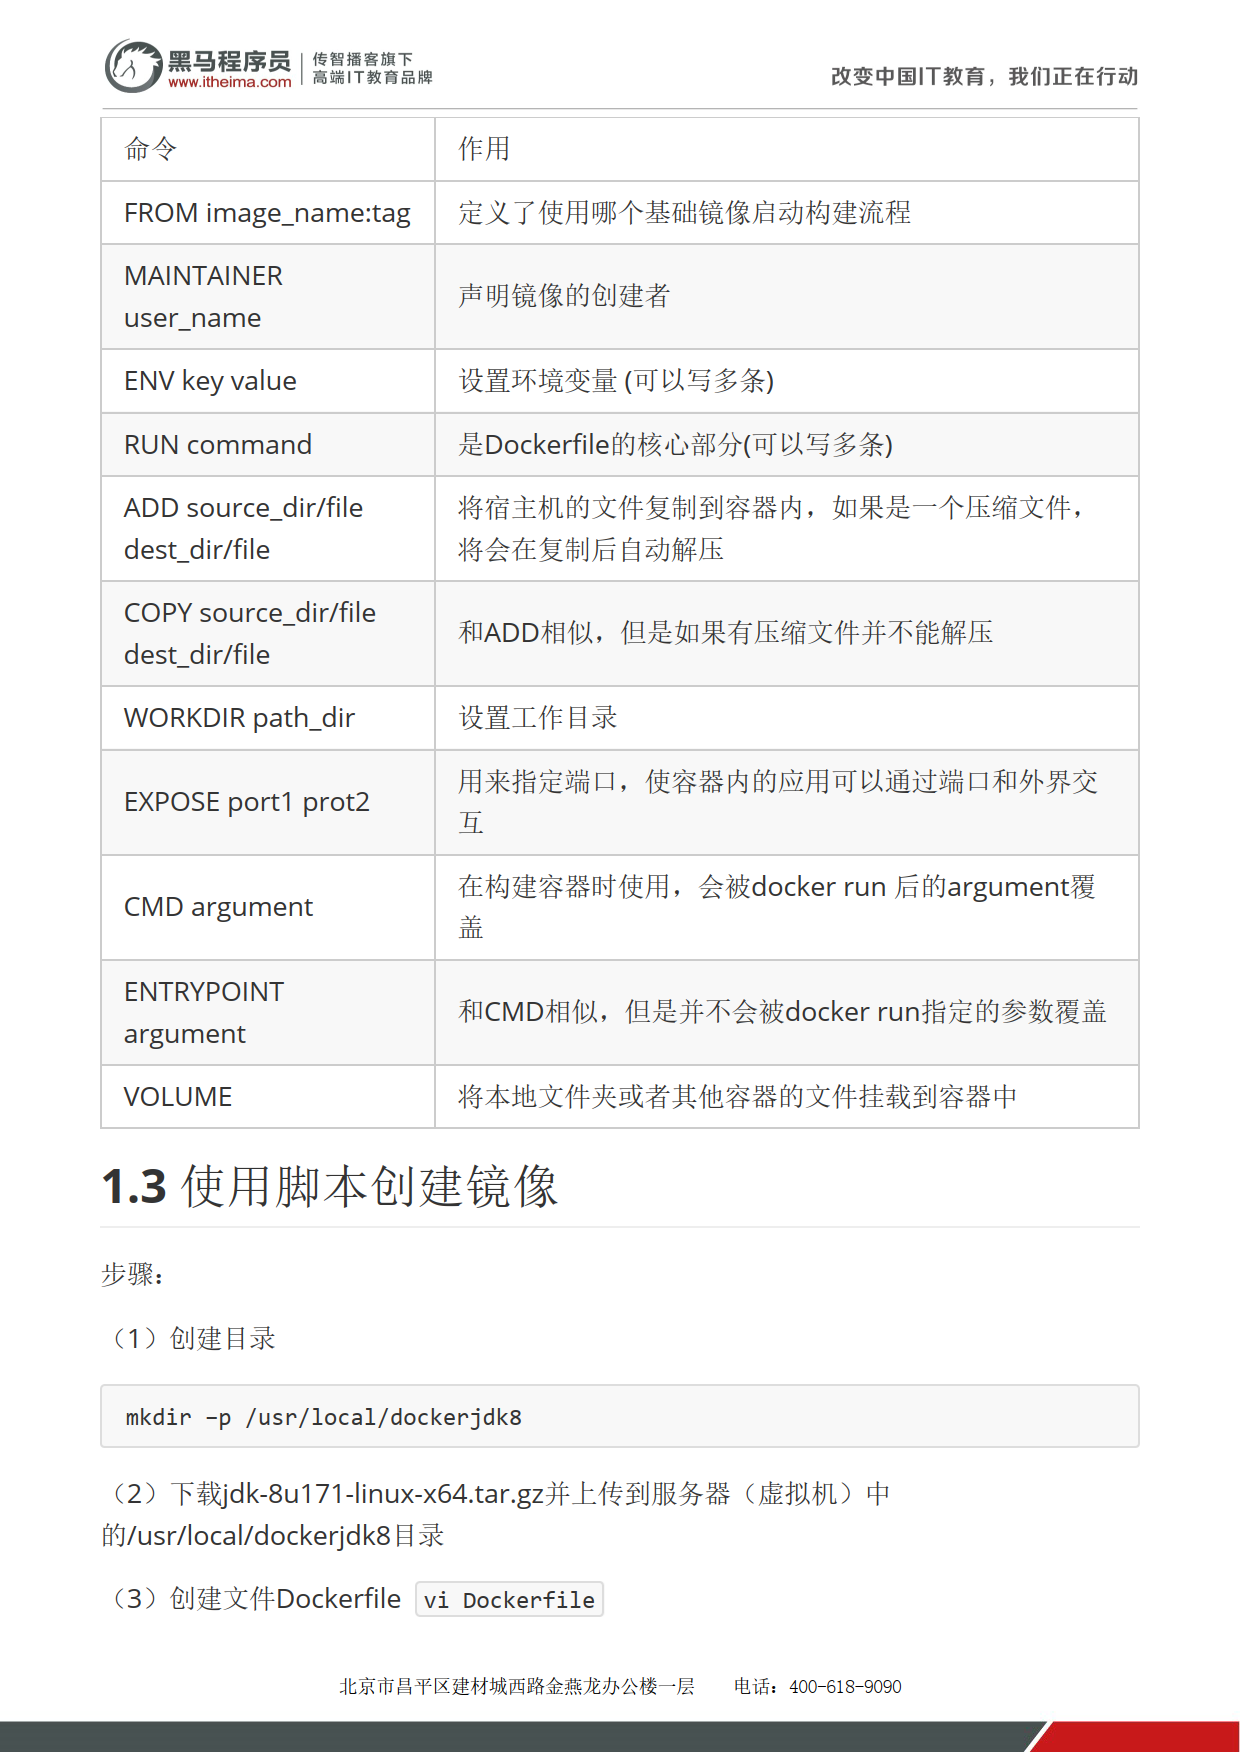 黑马程序员
www.itheima.com
传智播客旗下
高端IT教育品牌
改变中国IT教育，我们正在行动
命令 作用
FROM image_name:tag 定义了使用哪个基础镜像启动构建流程
MAINTAINER
user_name
声明镜像的创建者
ENV key value 设置环境变量 (可以写多条)
RUN command 是Dockerfile的核心部分(可以写多条)
ADD source_dir/file
dest_dir/file
将宿主机的文件复制到容器内，如果是一个压缩文件，
将会在复制后自动解压
COPY source_dir/file
dest_dir/file
和ADD相似，但是如果有压缩文件并不能解压
WORKDIR path_dir 设置工作目录
EXPOSE port1 prot2
用来指定端口，使容器内的应用可以通过端口和外界交
互
CMD argument
在构建容器时使用，会被docker run 后的argument覆
盖
ENTRYPOINT
argument
和CMD相似，但是并不会被docker run指定的参数覆盖
VOLUME 将本地文件夹或者其他容器的文件挂载到容器中
1.3 使用脚本创建镜像
步骤：
（1）创建目录
mkdir –p /usr/local/dockerjdk8
（2）下载jdk-8u171-linux-x64.tar.gz并上传到服务器（虚拟机）中
的/usr/local/dockerjdk8目录
（3）创建文件Dockerfile vi Dockerfile
北京市昌平区建材城西路金燕龙办公楼一层 电话：400-618-9090